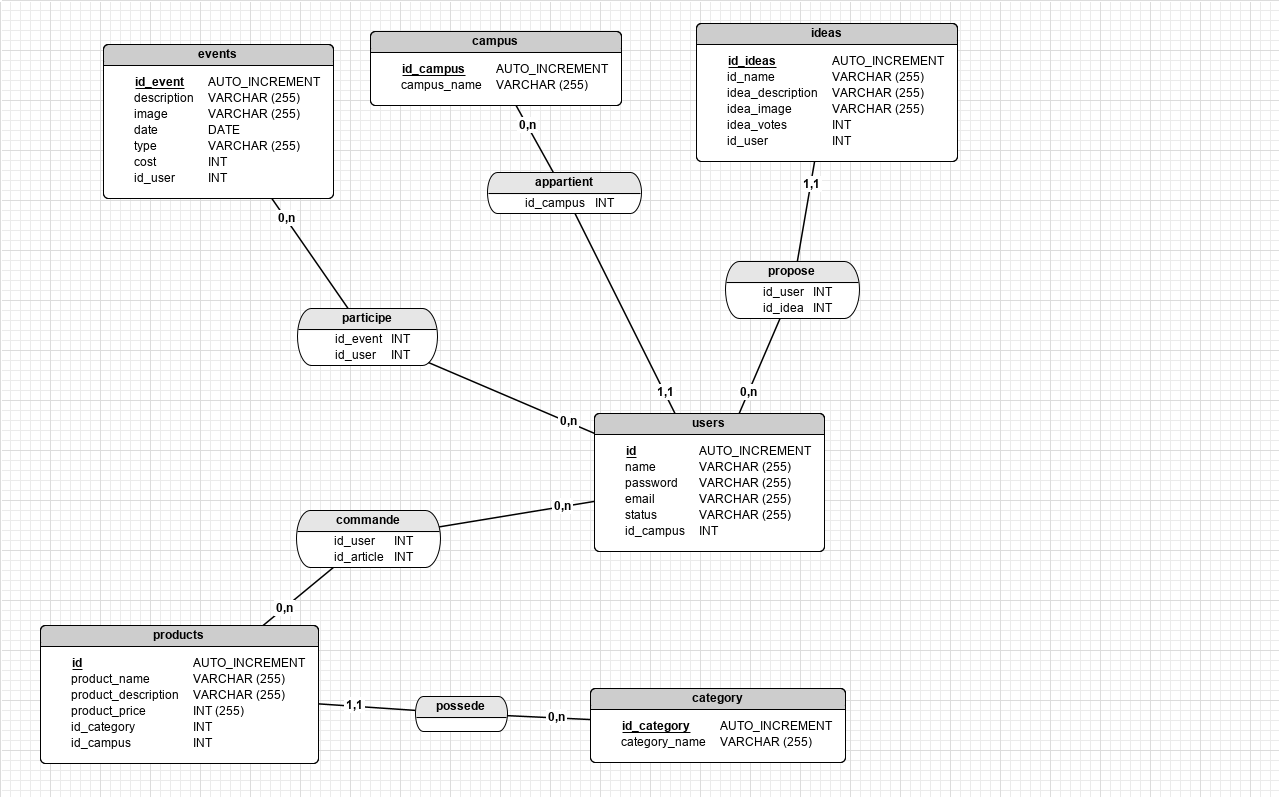 events
id_event AUTO_INCREMENT
description VARCHAR (255)
image VARCHAR (255)
date DATE
type VARCHAR (255)
cost INT
id_user INT
campus
id_campus AUTO_INCREMENT
campus_name VARCHAR (255)
ideas
id_ideas AUTO_INCREMENT
id_name VARCHAR (255)
idea_description VARCHAR (255)
idea_image VARCHAR (255)
idea_votes INT
id_user INT
0,n
appartient
id_campus INT
1,1
0,n
propose
id_user INT
id_idea INT
participe
id_event INT
id_user INT
1,1
0,n
0,n
users
id AUTO_INCREMENT
name VARCHAR (255)
password VARCHAR (255)
email VARCHAR (255)
status VARCHAR (255)
id_campus INT
0,n
commande
id_user INT
id_article INT
0,n
products
id AUTO_INCREMENT
product_name VARCHAR (255)
product_description VARCHAR (255)
product_price INT (255)
id_category INT
id_campus INT
1,1
possede
0,n
category
id_category AUTO_INCREMENT
category_name VARCHAR (255)